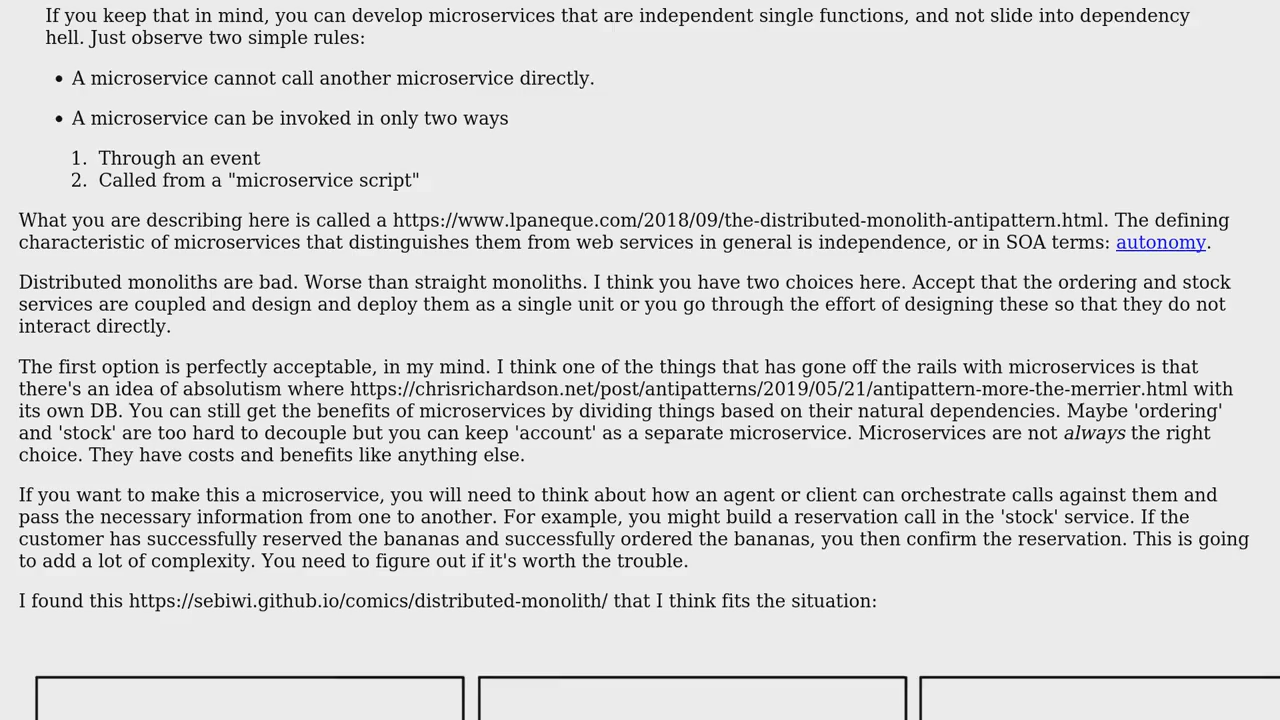 If you keep that in mind, you can develop microservices that are independent single functions, and not slide into dependency
hell. Just observe two simple rules:
• A microservice cannot call another microservice directly.
• A microservice can be invoked in only two ways
1. Through an event
2. Called from a "microservice script"
What you are describing here is called a https://www.lpaneque.com/2018/09/the-distributed-monolith-antipattern.html. The defining
characteristic of microservices that distinguishes them from web services in general is independence, or in SOA terms: autonomy.
Distributed monoliths are bad. Worse than straight monoliths. I think you have two choices here. Accept that the ordering and stock
services are coupled and design and deploy them as a single unit or you go through the effort of designing these so that they do not
interact directly.
The first option is perfectly acceptable, in my mind. I think one of the things that has gone off the rails with microservices is that
there's an idea of absolutism where https://chrisrichardson.net/post/antipatterns/2019/05/21/antipattern-more-the-merrier.html with
its own DB. You can still get the benefits of microservices by dividing things based on their natural dependencies. Maybe 'ordering'
and 'stock' are too hard to decouple but you can keep 'account' as a separate microservice. Microservices are not always the right
choice. They have costs and benefits like anything else.
If you want to make this a microservice, you will need to think about how an agent or client can orchestrate calls against them and
pass the necessary information from one to another. For example, you might build a reservation call in the 'stock' service. If the
customer has successfully reserved the bananas and successfully ordered the bananas, you then confirm the reservation. This is going
to add a lot of complexity. You need to figure out if it's worth the trouble.
I found this https://sebiwi.github.io/comics/distributed-monolith/ that I think fits the situation: